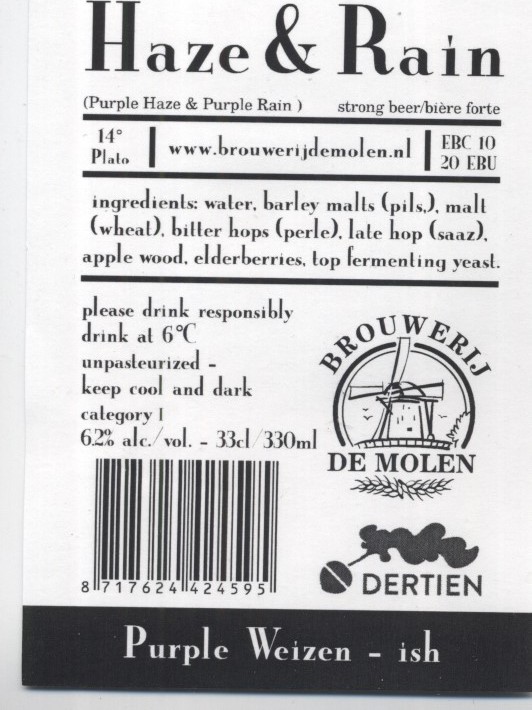 Haze & Rain
(Purple Haze & Purple Rain ) strong beer/bière forte
14° Plato
www.brouwerijdemolen.nl
EBC 10
20 EBU
ingredients: water, barley malts (pils,), malt
(wheat), bitter hops (perle), late hop (saaz),
apple wood, elderberries, top fermenting yeast.
please drink responsibly
drink at 6°C
unpasteurized -
keep cool and dark
category I
6.2% alc./vol. - 33cl/330ml
BROUWERIJ
DE MOLEN
DERTIEN
8 717624 424595
Purple Weizen - ish